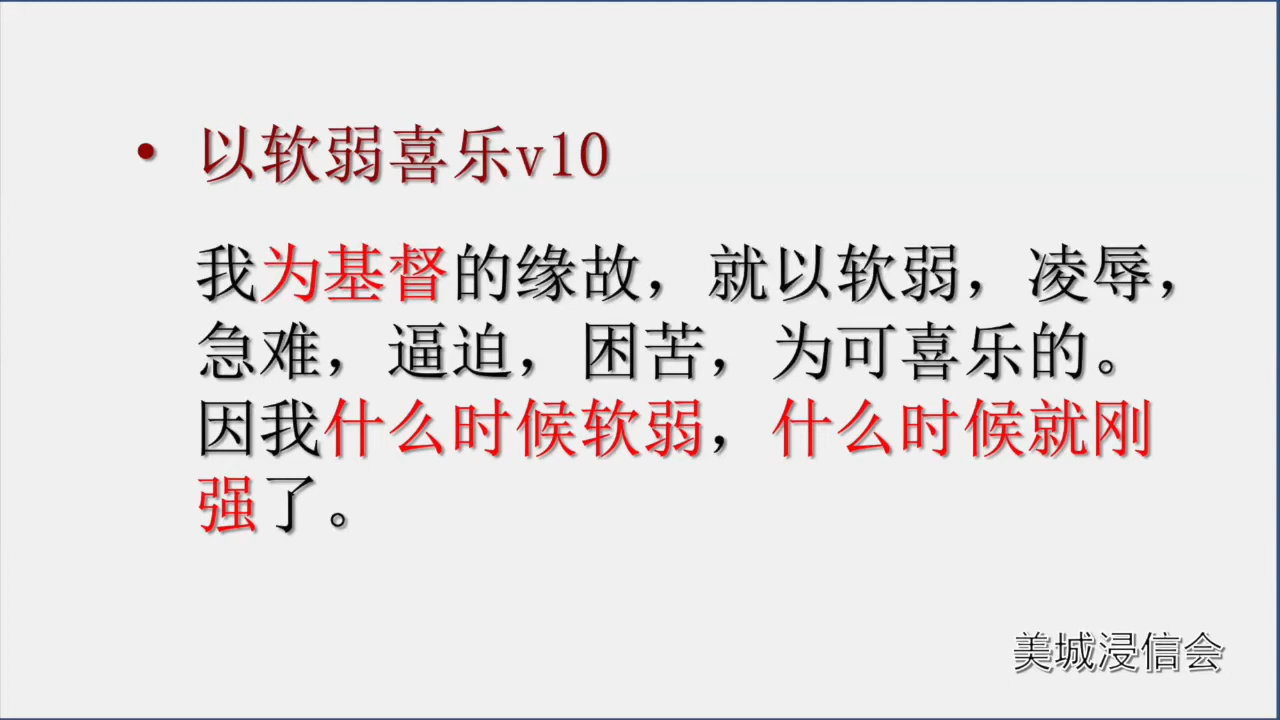 • 以软弱喜乐v10
我为基督的缘故，就以软弱，凌辱，
急难，逼迫，困苦，为可喜乐的。
因我什么时候软弱，什么时候就刚
强了。
美城浸信会